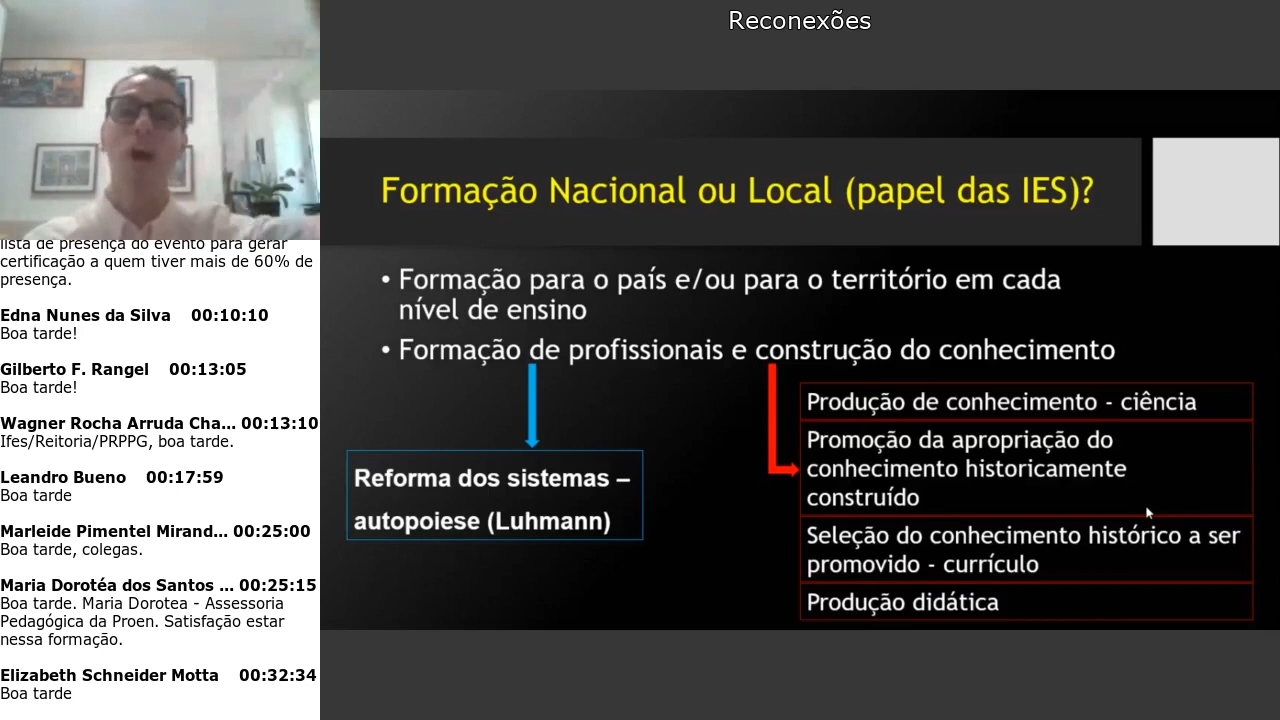 Reconexões
lista de presença do evento para gerar
certificação a quem tiver mais de 60% de
presença.
Edna Nunes da Silva 00:10:10
Boa tarde!
Gilberto F. Rangel 00:13:05
Boa tarde!
Wagner Rocha Arruda Cha... 00:13:10
Ifes/Reitoria/PRPPG, boa tarde.
Leandro Bueno 00:17:59
Boa tarde
Marleide Pimentel Mirand... 00:25:00
Boa tarde, colegas.
Maria Dorotéa dos Santos ... 00:25:15
Boa tarde. Maria Dorotea - Assessoria
Pedagógica da Proen. Satisfação estar
nessa formação.
Elizabeth Schneider Motta 00:32:34
Boa tarde
Formação Nacional ou Local (papel das IES)?
• Formação para o país e/ou para o território em cada
nível de ensino
• Formação de profissionais e construção do conhecimento
Reforma dos sistemas –
autopoiese (Luhmann)
Produção de conhecimento - ciência
Promoção da apropriação do
conhecimento historicamente
construído
Seleção do conhecimento histórico a ser
promovido - currículo
Produção didática